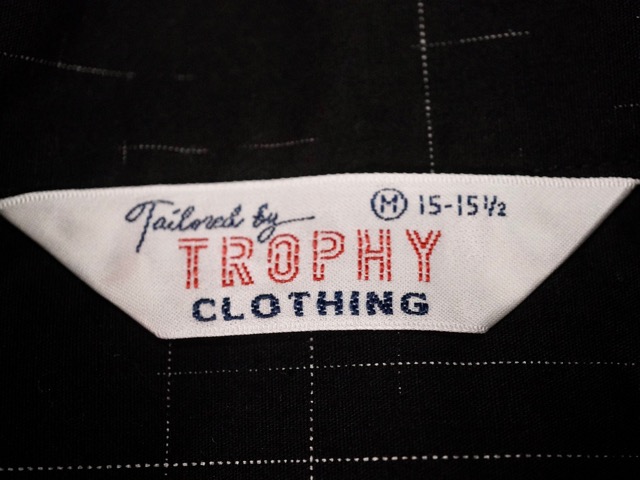 Tailored by Ⓜ 15-15½
TROPHY
CLOTHING